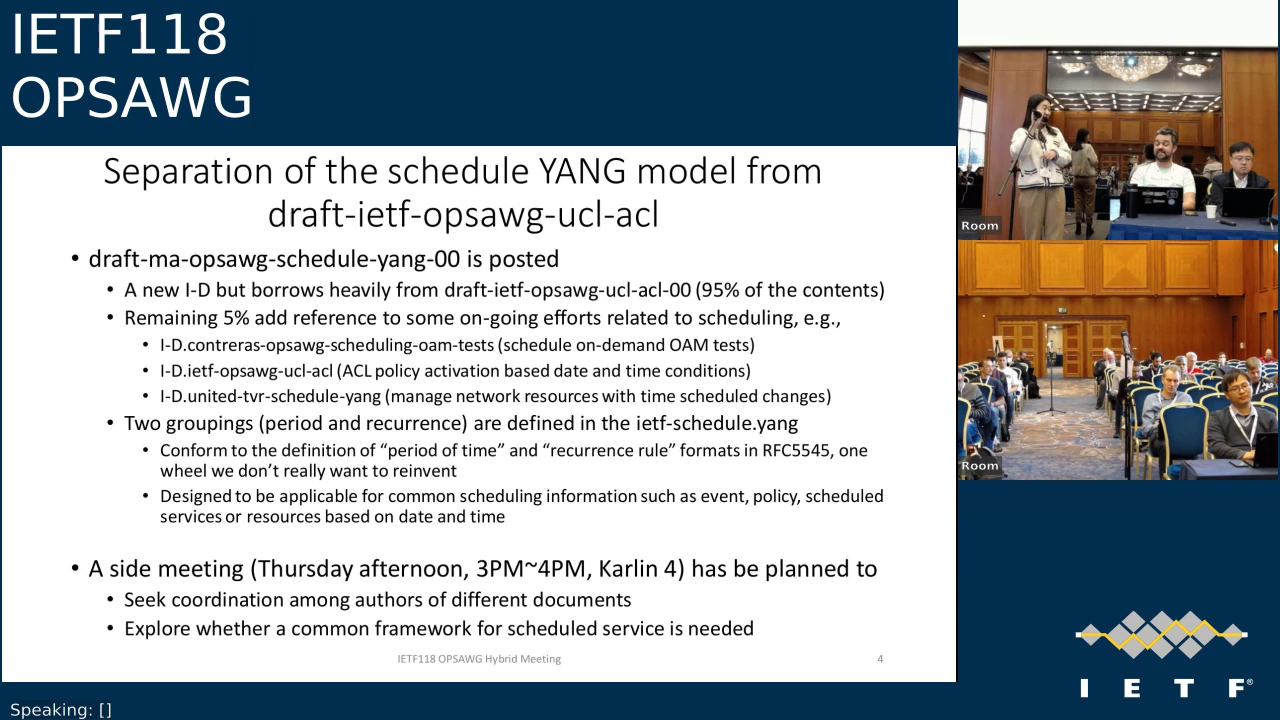 IETF118
OPSAWG
Separation of the schedule YANG model from
draft-ietf-opsawg-ucl-acl
• draft-ma-opsawg-schedule-yang-00 is posted
• A new I-D but borrows heavily from draft-ietf-opsawg-ucl-acl-00 (95% of the contents)
• Remaining 5% add reference to some on-going efforts related to scheduling, e.g.,
• I-D.contreras-opsawg-scheduling-oam-tests (schedule on-demand OAM tests)
• I-D.ietf-opsawg-ucl-acl (ACL policy activation based date and time conditions)
• I-D.united-tvr-schedule-yang (manage network resources with time scheduled changes)
• Two groupings (period and recurrence) are defined in the ietf-schedule.yang
• Conform to the definition of “period of time” and “recurrence rule” formats in RFC5545, one
wheel we don’t really want to reinvent
• Designed to be applicable for common scheduling information such as event, policy, scheduled
services or resources based on date and time
• A side meeting (Thursday afternoon, 3PM~4PM, Karlin 4) has be planned to
• Seek coordination among authors of different documents
• Explore whether a common framework for scheduled service is needed
IETF118 OPSAWG Hybrid Meeting
4
Room
Room
I E T F®
Speaking: []